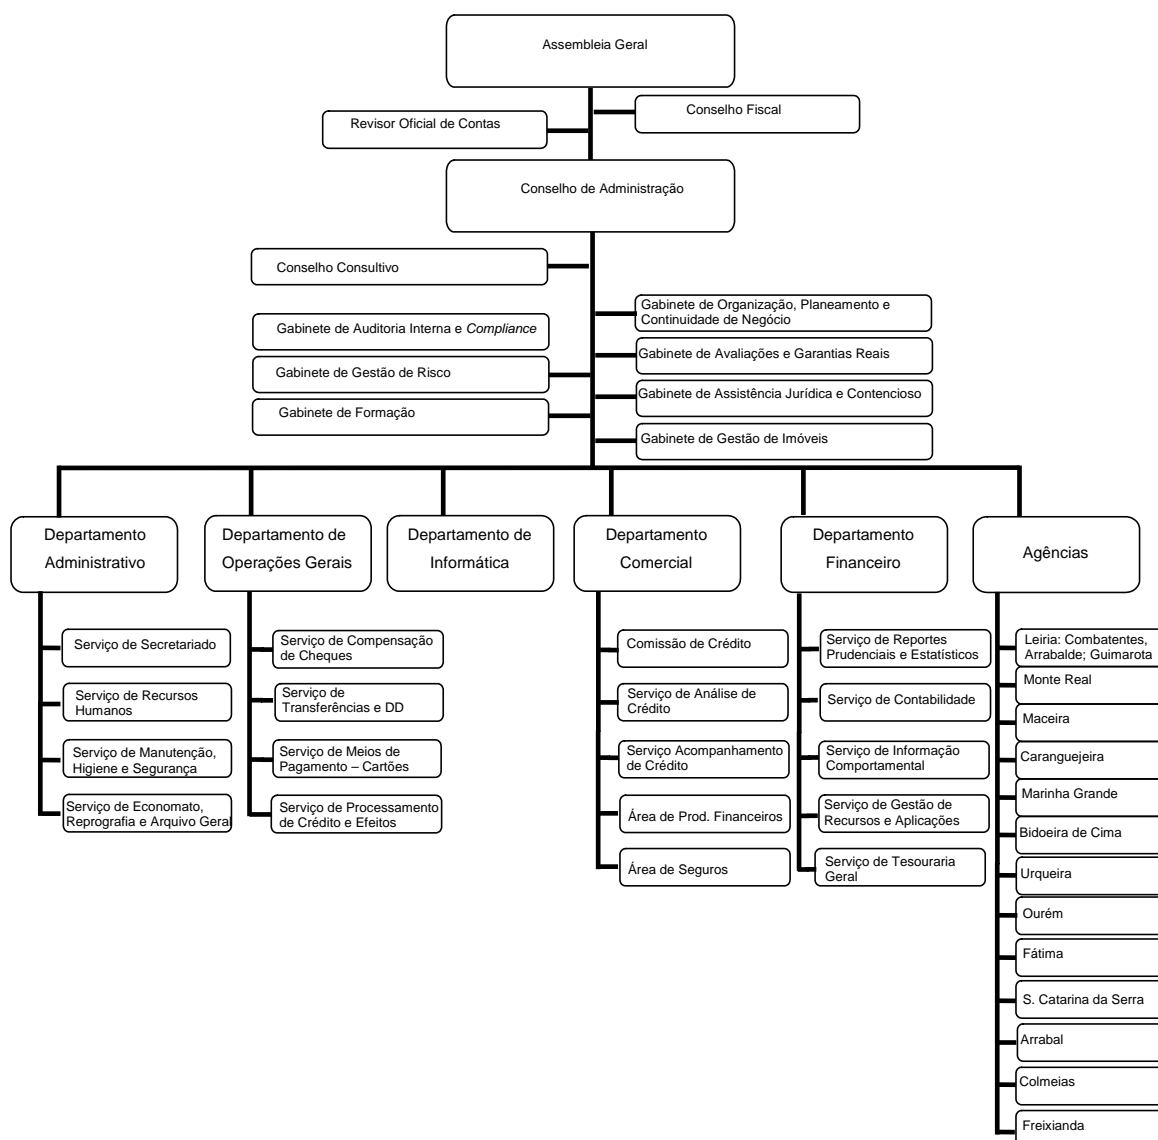 Assembleia Geral
Conselho Fiscal
Revisor Oficial de Contas
Conselho de Administração
Conselho Consultivo
Gabinete de Organização, Planeamento e
Continuidade de Negócio
Gabinete de Auditoria Interna e Compliance
Gabinete de Avaliações e Garantias Reais
Gabinete de Gestão de Risco
Gabinete de Assistência Jurídica e Contencioso
Gabinete de Formação
Gabinete de Gestão de Imóveis
Departamento
Administrativo
Departamento de
Operações Gerais
Departamento de
Informática
Departamento
Comercial
Departamento
Financeiro
Agências
Serviço de Secretariado
Serviço de Recursos
Humanos
Serviço de Manutenção,
Higiene e Segurança
Serviço de Economato,
Reprografia e Arquivo Geral
Serviço de Compensação
de Cheques
Serviço de
Transferências e DD
Serviço de Meios de
Pagamento – Cartões
Serviço de Processamento
de Crédito e Efeitos
Comissão de Crédito
Serviço de Análise de
Crédito
Serviço Acompanhamento
de Crédito
Área de Prod. Financeiros
Área de Seguros
Serviço de Reportes
Prudenciais e Estatísticos
Serviço de Contabilidade
Serviço de Informação
Comportamental
Serviço de Gestão de
Recursos e Aplicações
Serviço de Tesouraria
Geral
Leiria: Combatentes,
Arrabalde; Guimarota
Monte Real
Maceira
Caranguejeira
Marinha Grande
Bidoeira de Cima
Urqueira
Ourém
Fátima
S. Catarina da Serra
Arrabal
Colmeias
Freixianda